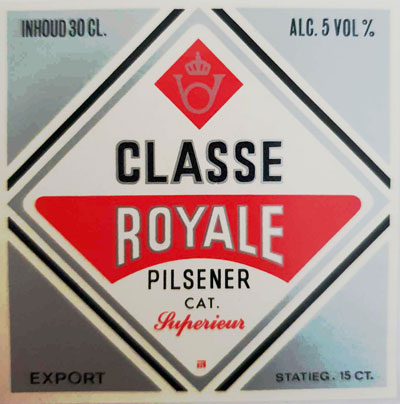 INHOUD 30 CL.
ALC. 5 VOL %
CLASSE
ROYALE
PILSENER
CAT.
Superieur
EXPORT
STATIEG. 15 CT.